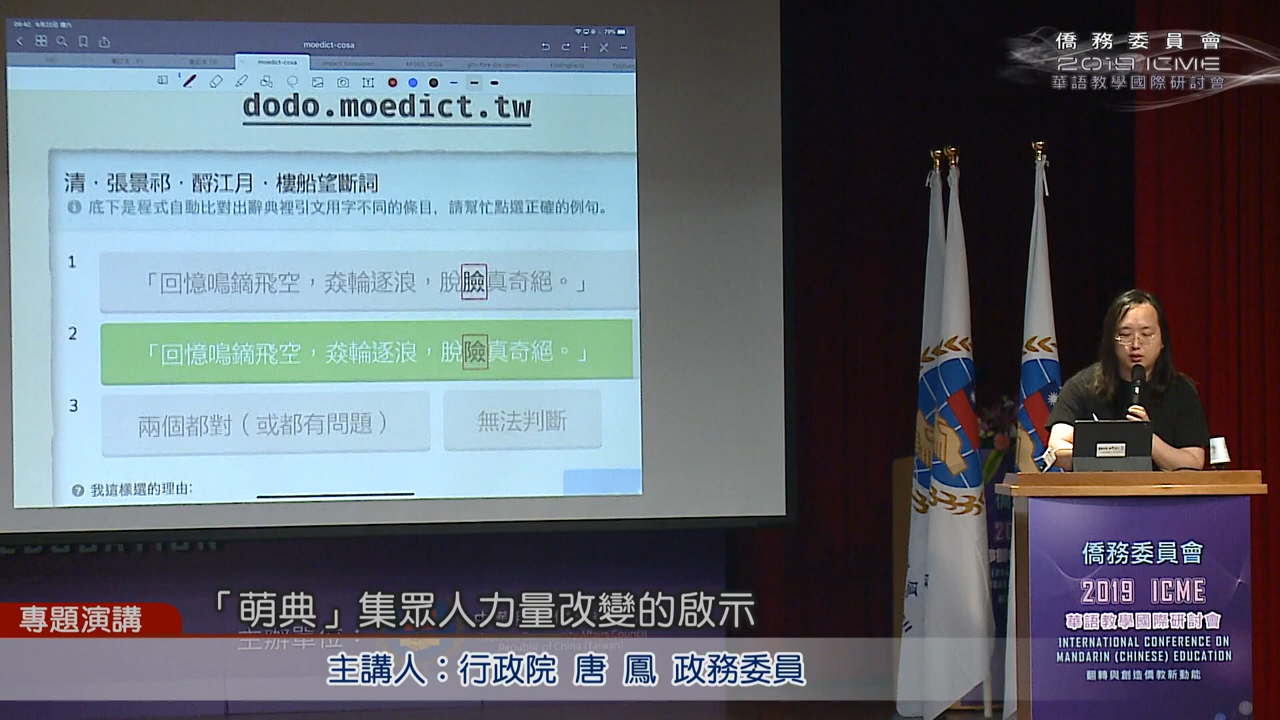 僑務委員會
2019 ICME
華語教學國際研討會
moedict-cosa
moedict-cosa
79%
dodo.moedict.tw
清．張景祁．酹江月．樓船望斷詞
底下是程式自動比對出辭典裡引文用字不同的條目，請幫忙點選正確的例句。
1
「回憶鳴鏑飛空，猋輪逐浪，脫臉真奇絕。」
2
「回憶鳴鏑飛空，猋輪逐浪，脫險真奇絕。」
3
兩個都對（或都有問題）
無法判斷
我這樣選的理由:
僑務委員會
2019 ICME
華語教學國際研討會
INTERNATIONAL CONFERENCE ON
MANDARIN (CHINESE) EDUCATION
翻轉與創造僑教新動能
專題演講
「萌典」集眾人力量改變的啟示
主辦單位：
主講人：行政院 唐 鳳 政務委員